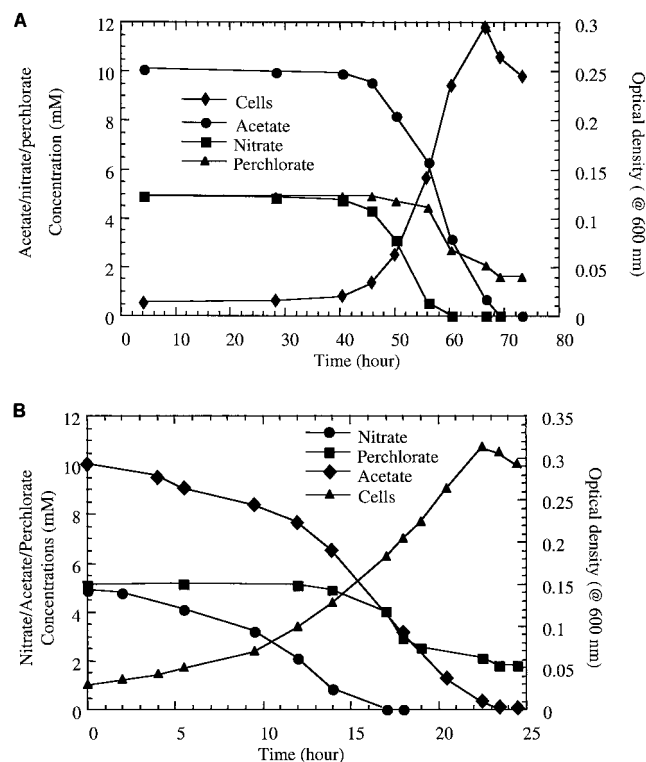 A
12
10
8
6
4
2
0
Acetate/nitrate/perchlorate
Concentration (mM)
Cells
Acetate
Nitrate
Perchlorate
0.3
0.25
0.2
0.15
0.1
0.05
0
Optical density ( @ 600 nm)
0 10 20 30 40 50 60 70 80
Time (hour)
B
12
10
8
6
4
2
0
Nitrate/Acetate/Perchlorate
Concentrations (mM)
Nitrate
Perchlorate
Acetate
Cells
0.35
0.3
0.25
0.2
0.15
0.1
0.05
0
Optical density (@ 600 nm)
0 5 10 15 20 25
Time (hour)